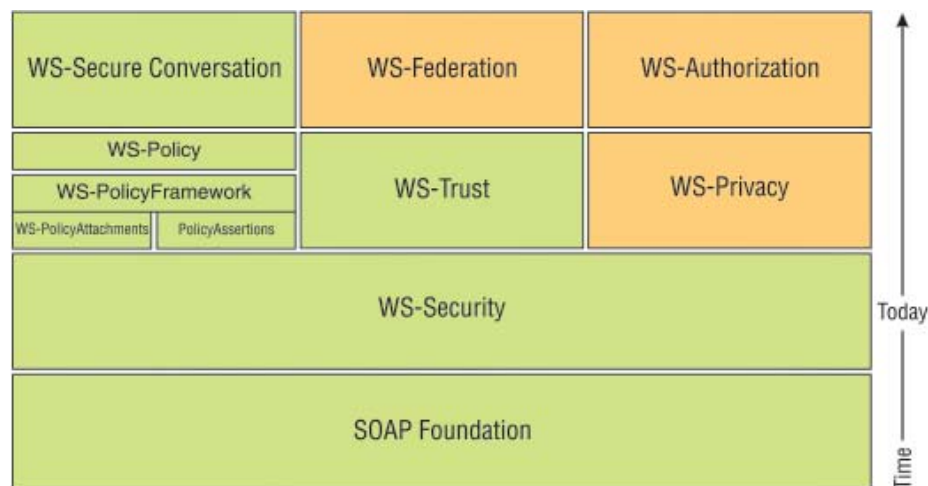 WS-Secure Conversation
WS-Federation
WS-Authorization
WS-Policy
WS-PolicyFramework
WS-PolicyAttachments
PolicyAssertions
WS-Trust
WS-Privacy
WS-Security
Today
SOAP Foundation
Time